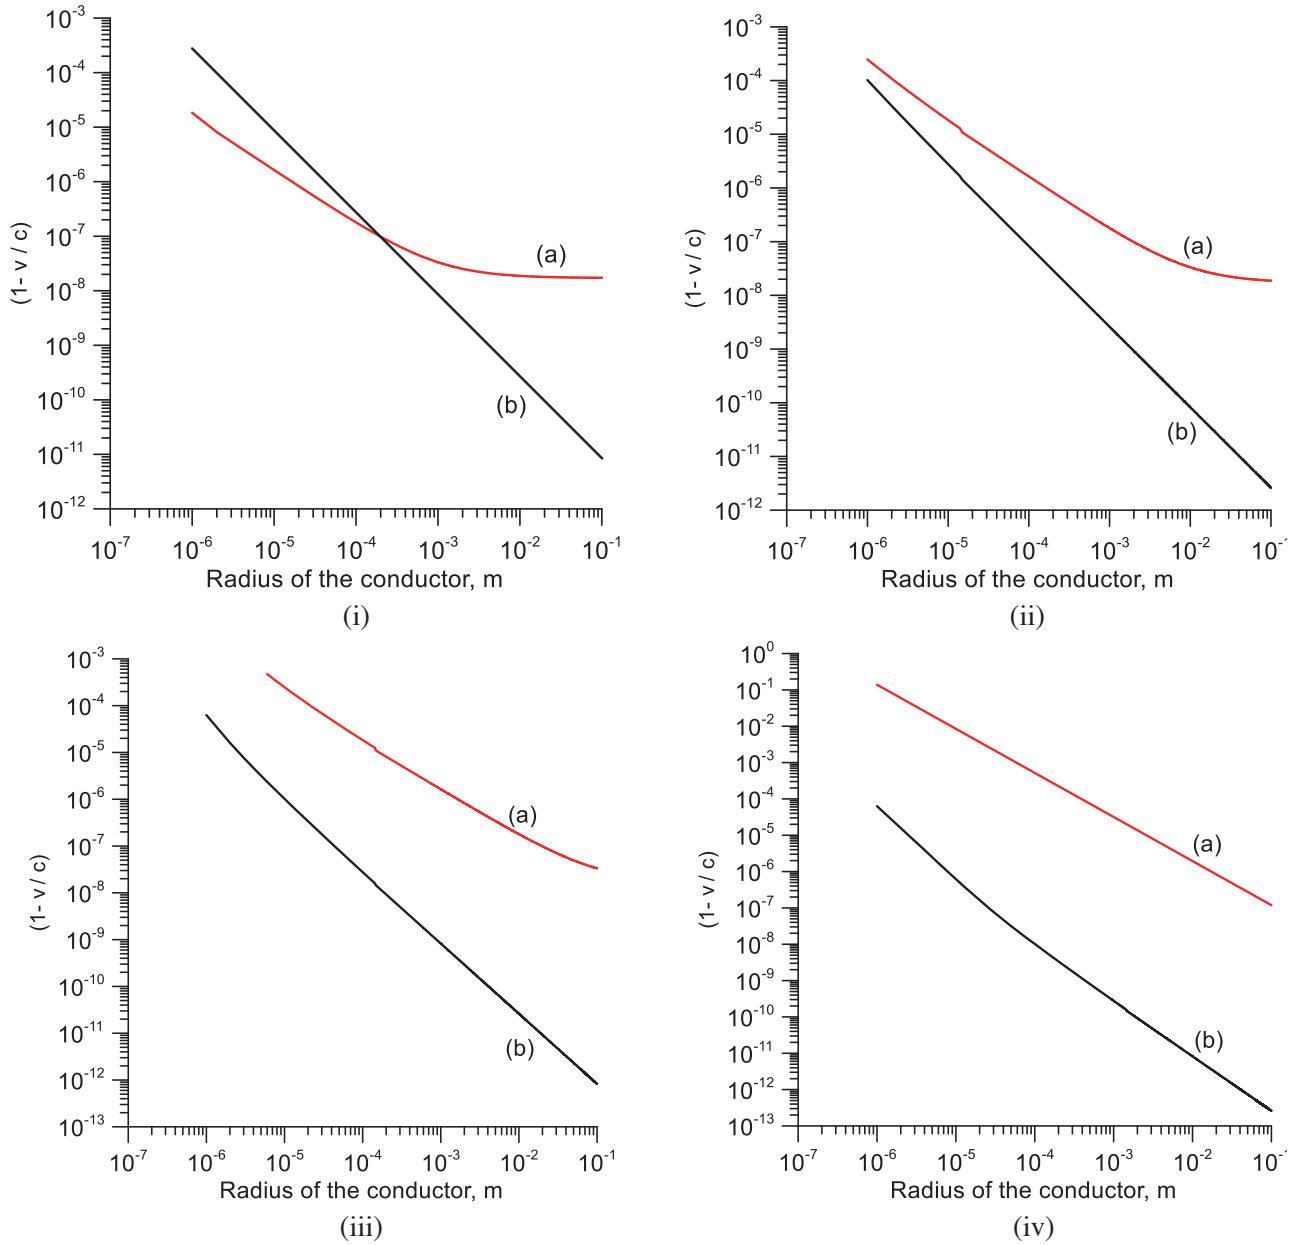 10⁻³
10⁻⁴
10⁻⁵
10⁻⁶
10⁻⁷
10⁻⁸
10⁻⁹
10⁻¹⁰
10⁻¹¹
10⁻¹²
(1- v / c)
(a)
(b)
10⁻⁷ 10⁻⁶ 10⁻⁵ 10⁻⁴ 10⁻³ 10⁻² 10⁻¹
Radius of the conductor, m
(i)
10⁻³
10⁻⁴
10⁻⁵
10⁻⁶
10⁻⁷
10⁻⁸
10⁻⁹
10⁻¹⁰
10⁻¹¹
10⁻¹²
(1- v / c)
(a)
(b)
10⁻⁷ 10⁻⁶ 10⁻⁵ 10⁻⁴ 10⁻³ 10⁻² 10⁻
Radius of the conductor, m
(ii)
10⁻³
10⁻⁴
10⁻⁵
10⁻⁶
10⁻⁷
10⁻⁸
10⁻⁹
10⁻¹⁰
10⁻¹¹
10⁻¹²
10⁻¹³
(1- v / c)
(a)
(b)
10⁻⁷ 10⁻⁶ 10⁻⁵ 10⁻⁴ 10⁻³ 10⁻² 10⁻¹
Radius of the conductor, m
(iii)
10⁰
10⁻¹
10⁻²
10⁻³
10⁻⁴
10⁻⁵
10⁻⁶
10⁻⁷
10⁻⁸
10⁻⁹
10⁻¹⁰
10⁻¹¹
10⁻¹²
10⁻¹³
(1- v / c)
(a)
(b)
10⁻⁷ 10⁻⁶ 10⁻⁵ 10⁻⁴ 10⁻³ 10⁻² 10⁻
Radius of the conductor, m
(iv)